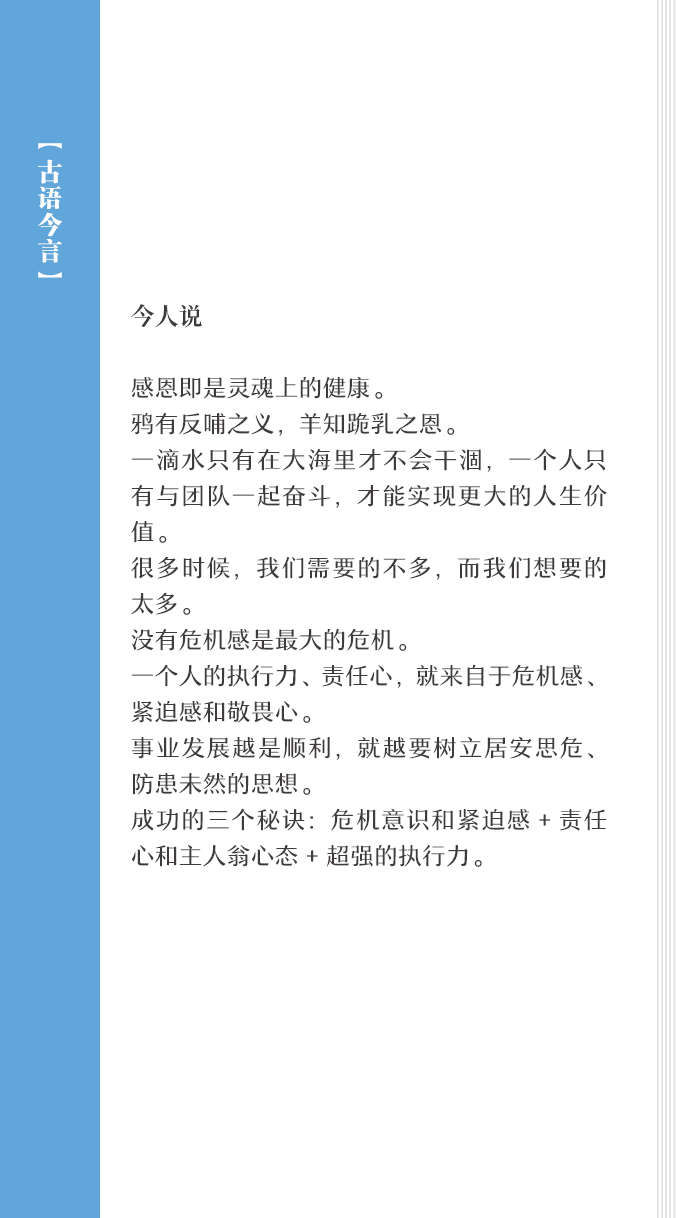 【古语今言】
今人说
感恩即是灵魂上的健康。
鸦有反哺之义，羊知跪乳之恩。
一滴水只有在大海里才不会干涸，一个人只
有与团队一起奋斗，才能实现更大的人生价
值。
很多时候，我们需要的不多，而我们想要的
太多。
没有危机感是最大的危机。
一个人的执行力、责任心，就来自于危机感、
紧迫感和敬畏心。
事业发展越是顺利，就越要树立居安思危、
防患未然的思想。
成功的三个秘诀：危机意识和紧迫感 + 责任
心和主人翁心态 + 超强的执行力。